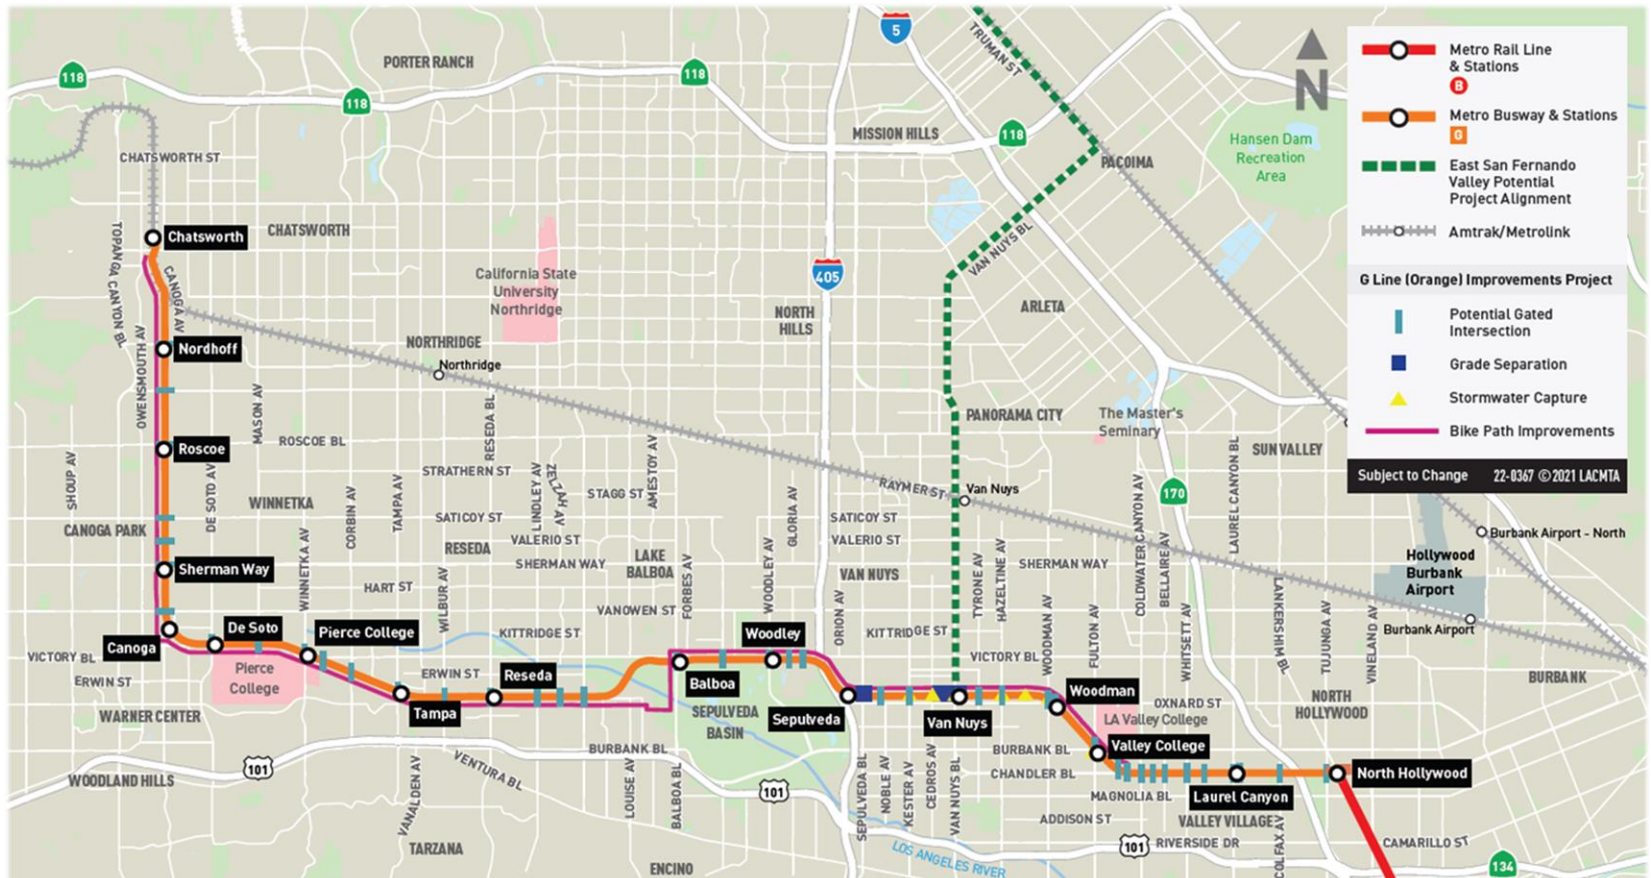 118
118
118
118
5
405
170
101
101
101
134
N
PORTER RANCH
TRUMAN ST
MISSION HILLS
PACOIMA
Hansen Dam
Recreation
Area
CHATSWORTH ST
Chatsworth
CHATSWORTH
TOPANGA CANYON BL
CANOGA AV
California State
University
Northridge
VAN NUYS BL
ARLETA
NORTH
HILLS
OWENSMOUTH AV
Nordhoff
NORTHRIDGE
Northridge
MASON AV
RESEDA BL
PANORAMA CITY
The Master's
Seminary
ROSCOE BL
Roscoe
SUN VALLEY
SHOUP AV
DE SOTO AV
STRATHERN ST
LINDLEY AV
ZELZAH AV
STAGG ST
AMESTOY AV
RAYMER ST
Van Nuys
COLDWATER CANYON AV
LAUREL CANYON BL
WINNETKA
CORBIN AV
TAMPA AV
SATICOY ST
SATICOY ST
GLORIA AV
CANOGA PARK
VALERIO ST
VALERIO ST
RESEDA
SHERMAN WAY
LAKE
BALBOA
SHERMAN WAY
Burbank Airport - North
Hollywood
Burbank
Airport
Sherman Way
WINNETKA AV
HART ST
WILBUR AV
FORBES AV
WOODLEY AV
VAN NUYS
TYRONE AV
HAZELTINE AV
BELLAIRE AV
LANKERSHIM BL
TUJUNGA AV
VINELAND AV
VANOWEN ST
ORION AV
WOODMAN AV
FULTON AV
WHITSETT AV
Burbank Airport
De Soto
Pierce College
KITTRIDGE ST
Woodley
KITTRIDGE ST
Canoga
VICTORY BL
VICTORY BL
ERWIN ST
Pierce
College
ERWIN ST
Reseda
Balboa
Woodman
BURBANK
WARNER CENTER
Tampa
SEPULVEDA
BASIN
Sepulveda
Van Nuys
OXNARD ST
LA Valley College
NORTH
HOLLYWOOD
WOODLAND HILLS
VENTURA BL
BURBANK BL
BURBANK BL
Valley College
CHANDLER BL
North Hollywood
LOUISE AV
BALBOA BL
SEPULVEDA BL
NOBLE AV
KESTER AV
CEDROS AV
VAN NUYS BL
MAGNOLIA BL
Laurel Canyon
VANALDEN AV
ADDISON ST
VALLEY VILLAGE
TARZANA
RIVERSIDE DR
COLFAX AV
CAMARILLO ST
LOS ANGELES RIVER
ENCINO
Metro Rail Line
& Stations
B
Metro Busway & Stations
G
East San Fernando
Valley Potential
Project Alignment
Amtrak/Metrolink
G Line (Orange) Improvements Project
Potential Gated
Intersection
Grade Separation
Stormwater Capture
Bike Path Improvements
Subject to Change 22-0367 ©2021 LACMTA